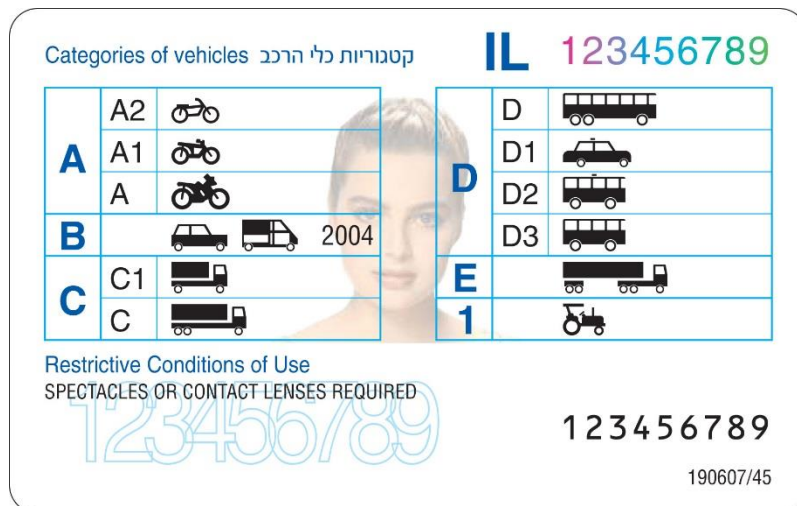 Categories of vehicles קטגוריות כלי הרכב
IL 123456789
A
A2
A1
A
B 2004
C
C1
C
D
D
D1
D2
D3
E
1
Restrictive Conditions of Use
SPECTACLES OR CONTACT LENSES REQUIRED
123456789
123456789
190607/45